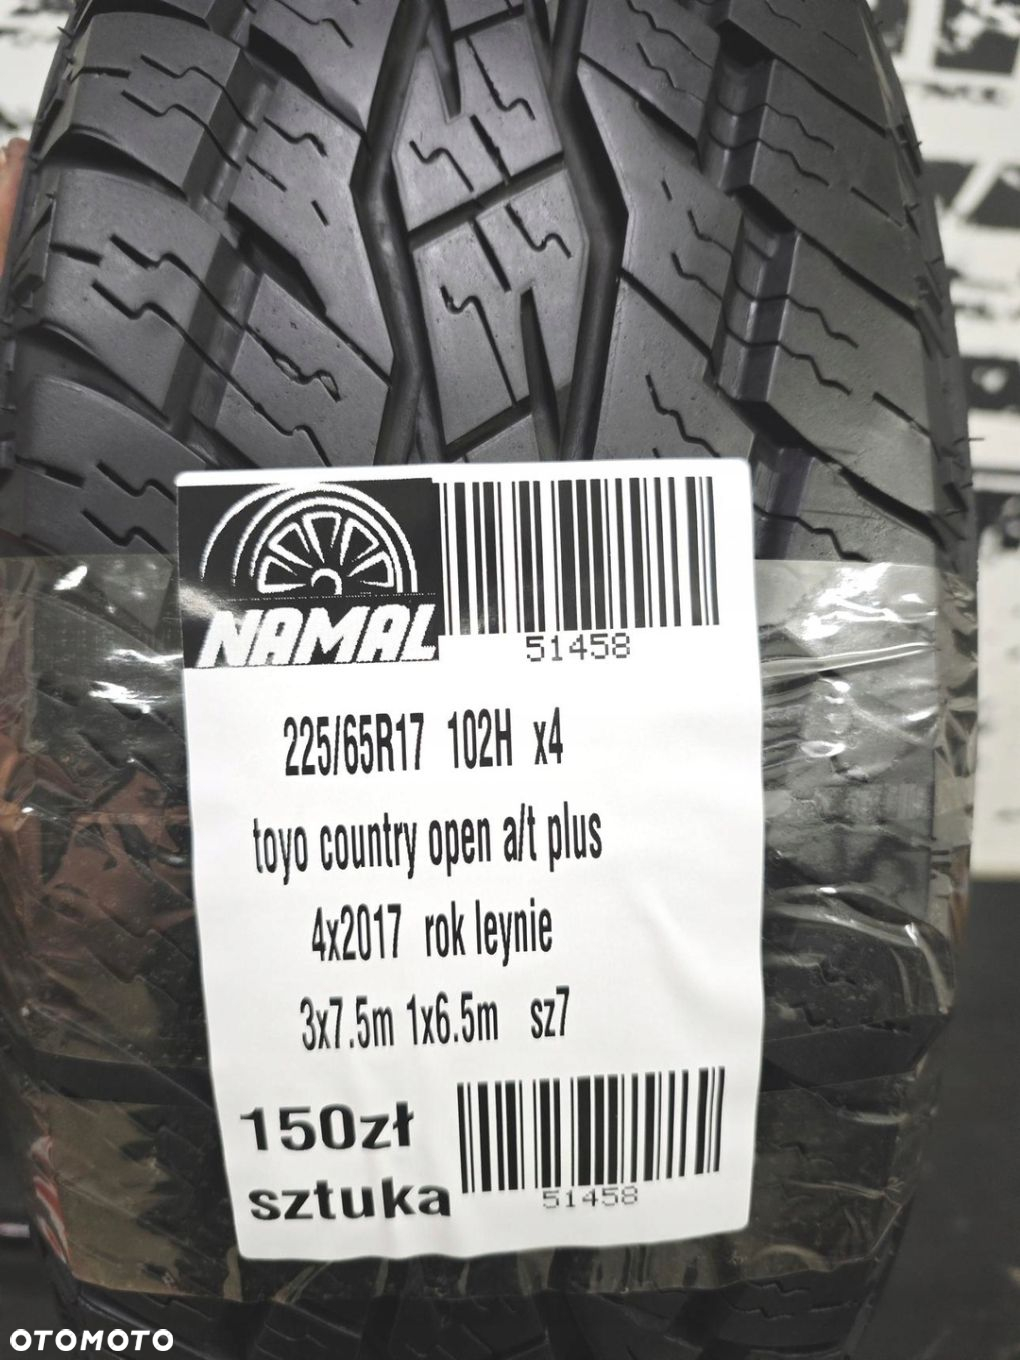 NAMAL
51458
225/65R17 102H x4
toyo country open a/t plus
4x2017 rok leynie
3x7.5m 1x6.5m sz7
150zł
sztuka
51458
OTOMOTO